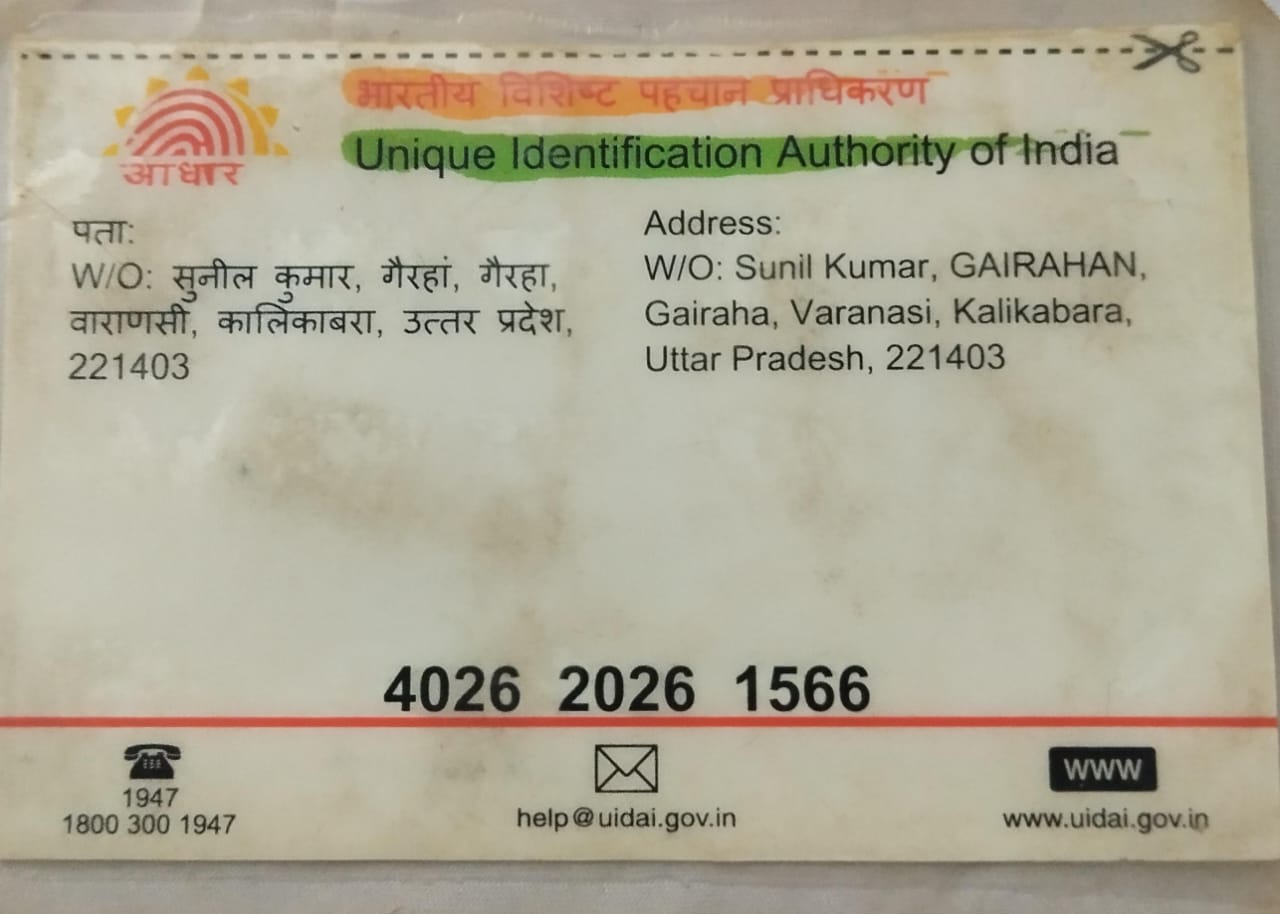 भारतीय विशिष्ट पहचान प्राधिकरण
Unique Identification Authority of India
आधार
पता:
W/O: सुनील कुमार, गैरहां, गैरहा,
वाराणसी, कालिकाबरा, उत्तर प्रदेश,
221403
Address:
W/O: Sunil Kumar, GAIRAHAN,
Gairaha, Varanasi, Kalikabara,
Uttar Pradesh, 221403
4026 2026 1566
1947
1800 300 1947
help@uidai.gov.in
WWW
www.uidai.gov.in